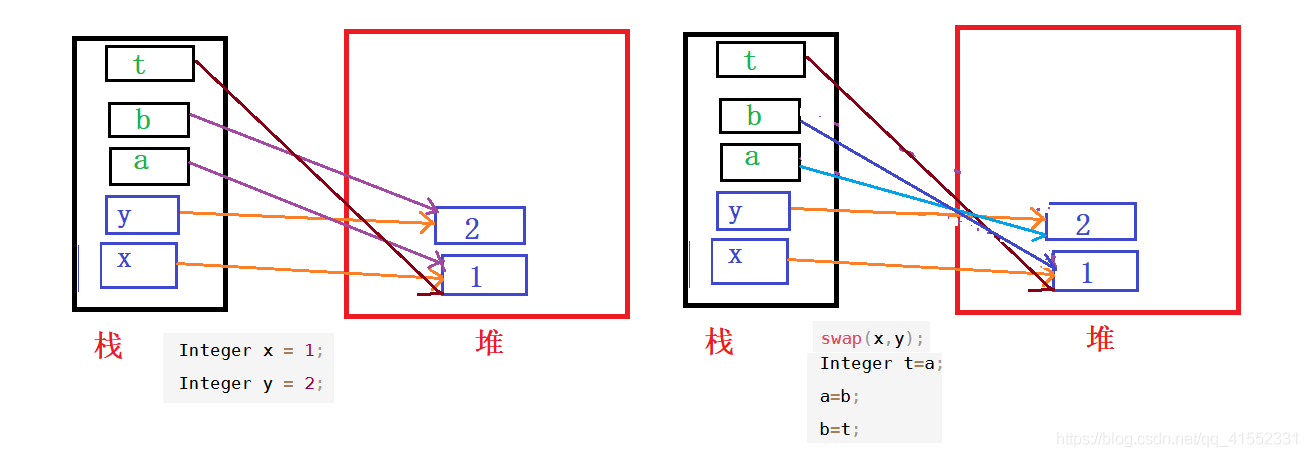 t
b
a
y
x
2
1
栈
堆
Integer x = 1;
Integer y = 2;
t
b
a
y
x
2
1
栈
堆
swap(x,y);
Integer t=a;
a=b;
b=t;
https://blog.csdn.net/qq_41552331